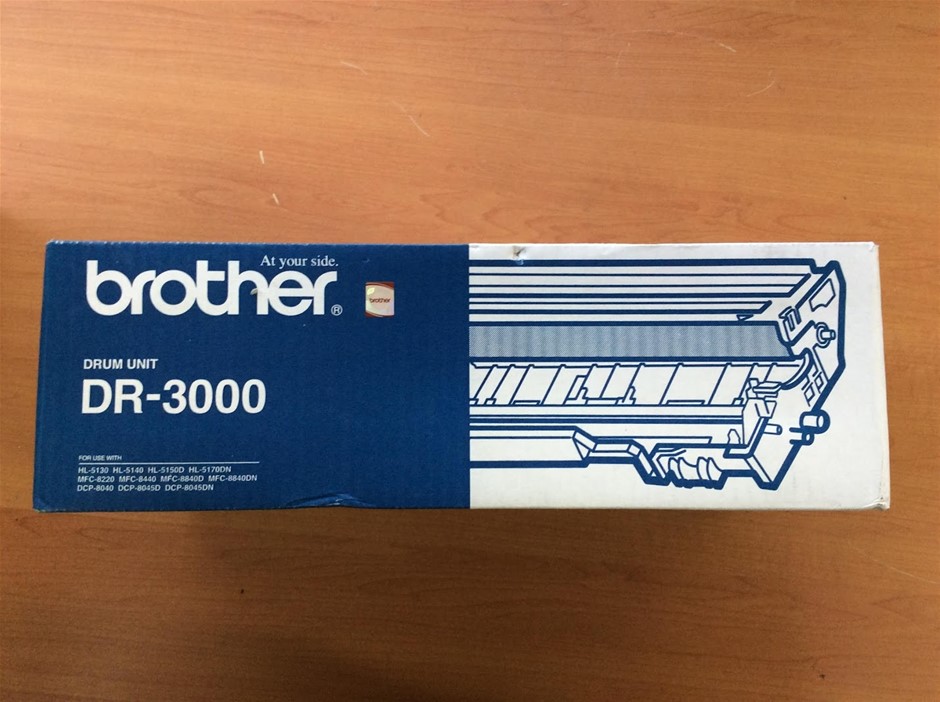 At your side.
brother®
brother
DRUM UNIT
DR-3000
FOR USE WITH
HL-5130 HL-5140 HL-5150D HL-5170DN
MFC-8220 MFC-8440 MFC-8840D MFC-8840DN
DCP-8040 DCP-8045D DCP-8045DN